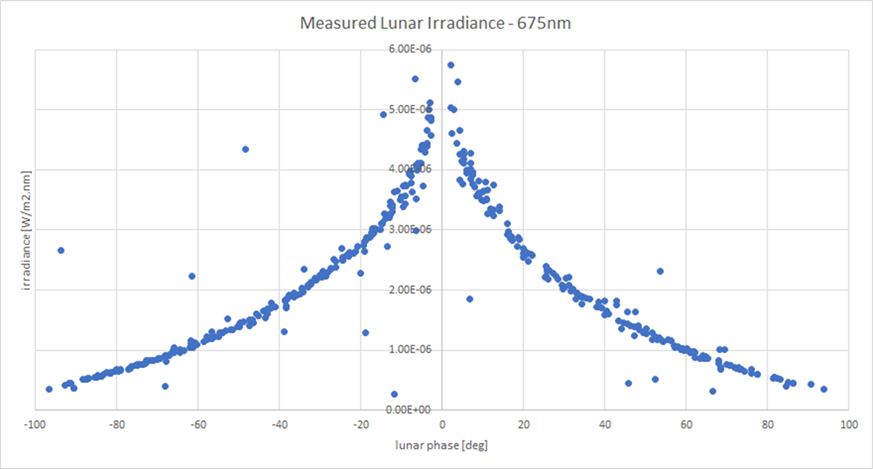 Measured Lunar Irradiance - 675nm
6.00E-06
5.00E-06
4.00E-06
3.00E-06
2.00E-06
1.00E-06
0.00E+00
irradiance [W/m2.nm]
-100 -80 -60 -40 -20 0 20 40 60 80 100
lunar phase [deg]